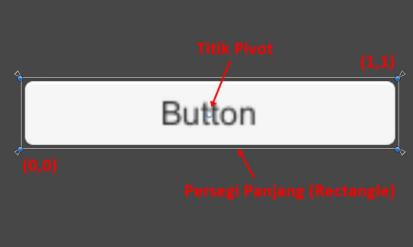 Titik Pivot
(1,1)
Button
(0,0)
Persegi Panjang (Rectangle)